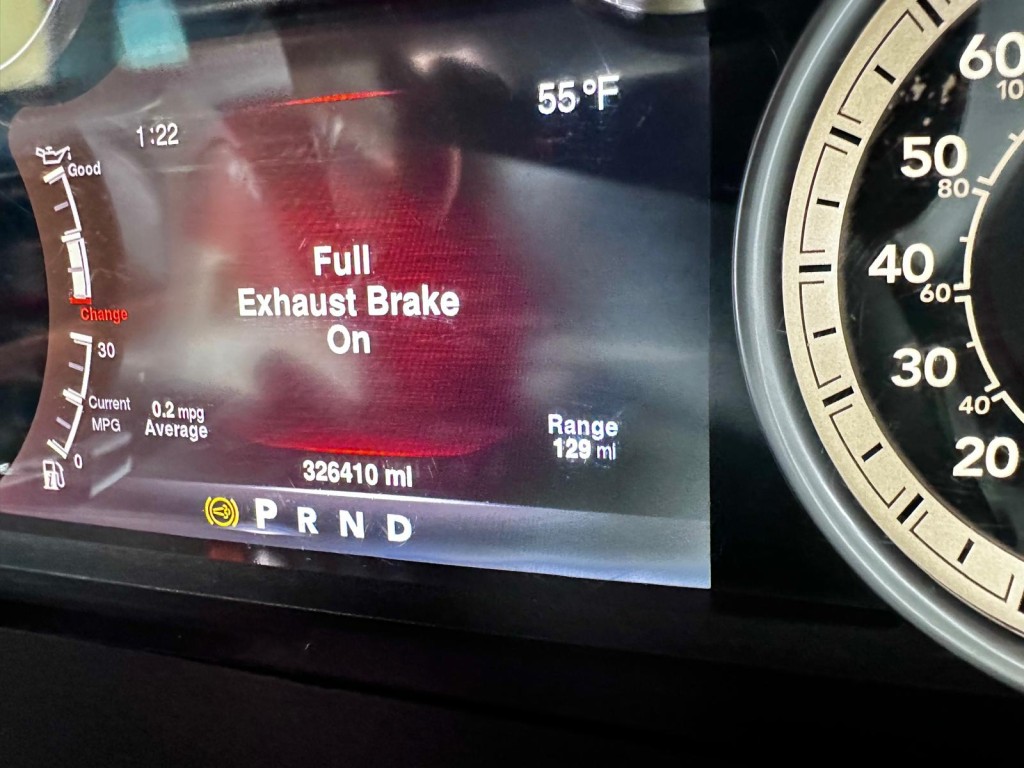 1:22
55 °F
Good
Change
Full
Exhaust Brake
On
30
Current
MPG
0
0.2 mpg
Average
Range
129 mi
326410 mi
P R N D
60
50
80
40
60
30
40
20